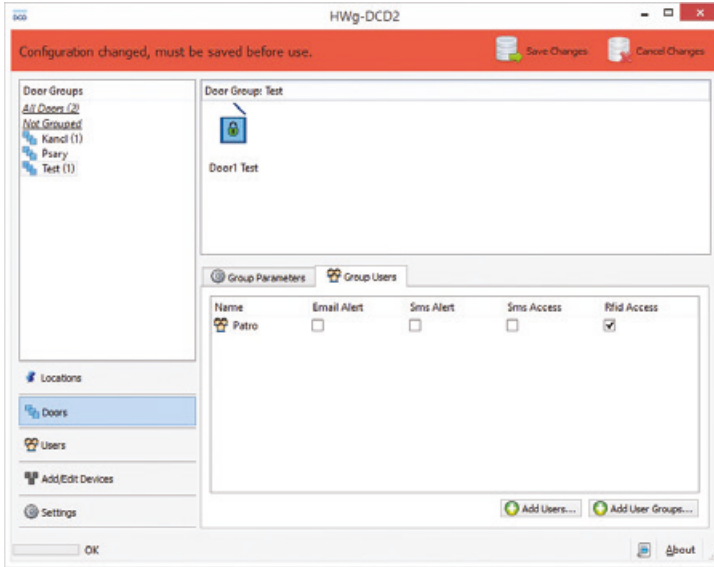 DCD
HWg-DCD2
Configuration changed, must be saved before use.
Save Changes
Cancel Changes
Door Groups
All Doors (2)
Not Grouped
Kancl (1)
Psary
Test (1)
Door Group: Test
Door1 Test
Group Parameters
Group Users
Name Email Alert Sms Alert Sms Access Rfid Access
Patro
Locations
Doors
Users
Add/Edit Devices
Settings
Add Users...
Add User Groups...
OK
About